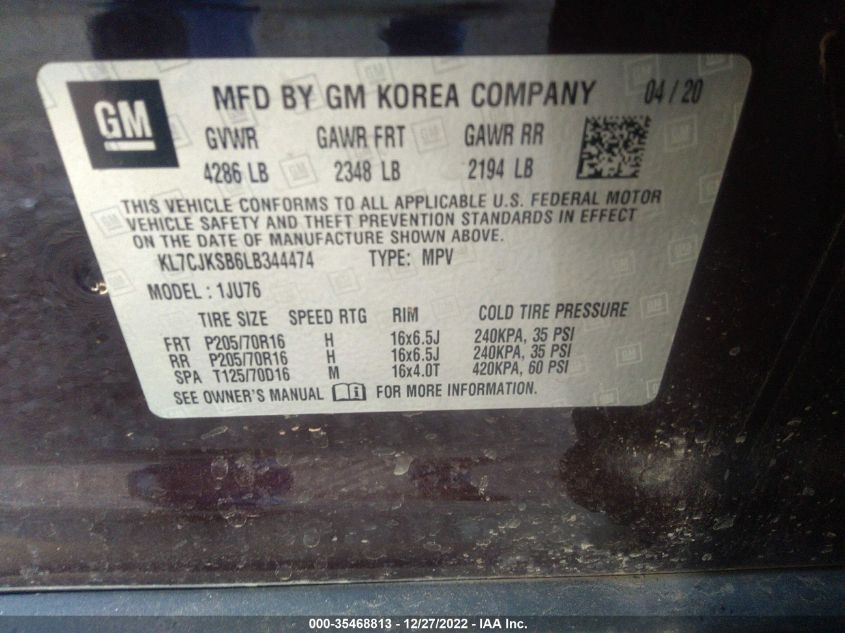 GM MFD BY GM KOREA COMPANY 04/20
GVWR GAWR FRT GAWR RR
4286 LB 2348 LB 2194 LB
THIS VEHICLE CONFORMS TO ALL APPLICABLE U.S. FEDERAL MOTOR
VEHICLE SAFETY AND THEFT PREVENTION STANDARDS IN EFFECT
ON THE DATE OF MANUFACTURE SHOWN ABOVE.
KL7CJKSB6LB344474 TYPE: MPV
MODEL : 1JU76
TIRE SIZE SPEED RTG RIM COLD TIRE PRESSURE
FRT P205/70R16 H 16x6.5J 240KPA, 35 PSI
RR P205/70R16 H 16x6.5J 240KPA, 35 PSI
SPA T125/70D16 M 16x4.0T 420KPA, 60 PSI
SEE OWNER'S MANUAL FOR MORE INFORMATION.
000-35468813 - 12/27/2022 - IAA Inc.